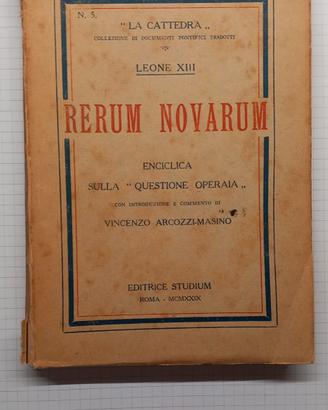 N. 5.
" LA CATTEDRA „
COLLEZIONE DI DOCUMENTI PONTIFICI TRADOTTI
LEONE XIII
RERUM NOVARUM
ENCICLICA
SULLA " QUESTIONE OPERAIA „
CON INTRODUZIONE E COMMENTO DI
VINCENZO ARCOZZI-MASINO
EDITRICE STUDIUM
ROMA - MCMXXIX